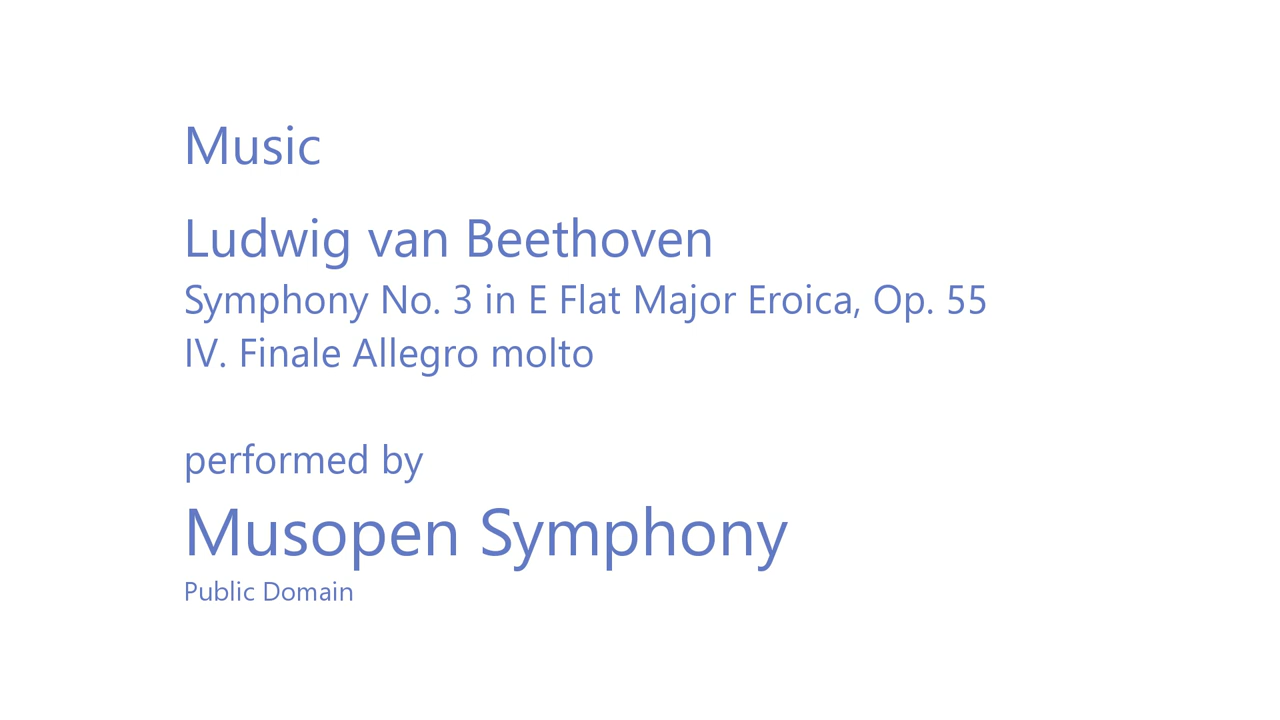 Music
Ludwig van Beethoven
Symphony No. 3 in E Flat Major Eroica, Op. 55
IV. Finale Allegro molto
performed by
Musopen Symphony
Public Domain